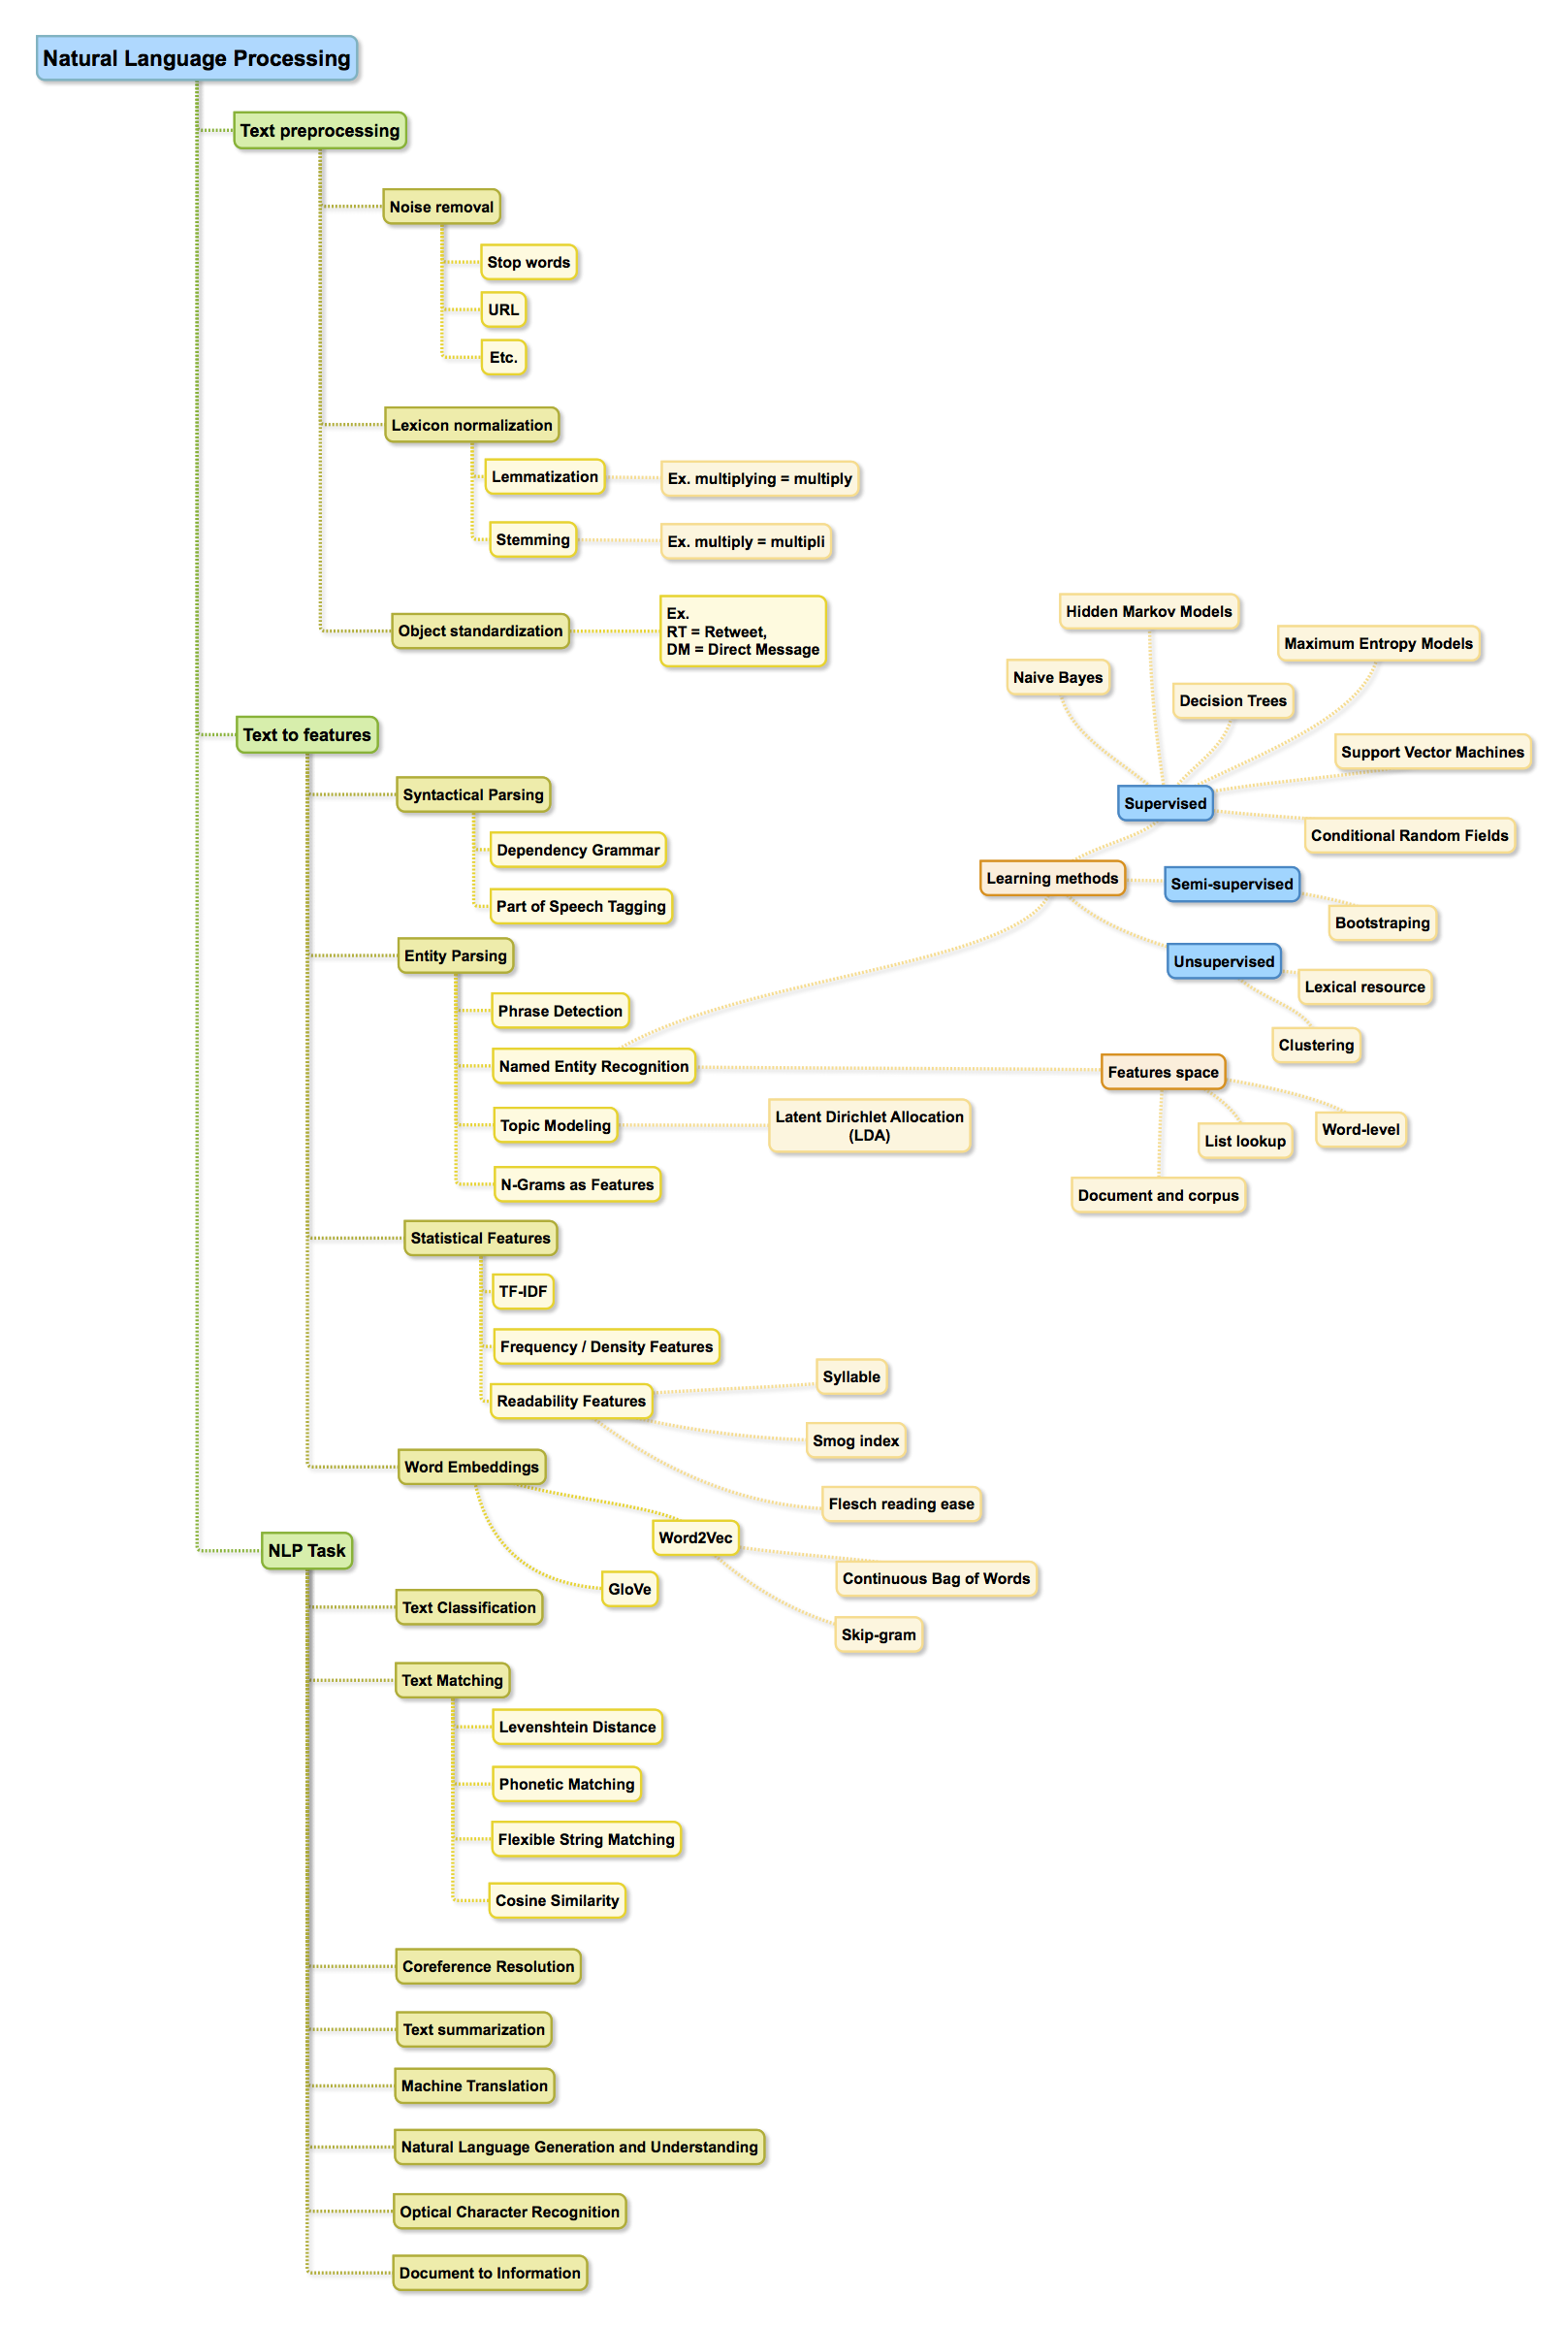 Natural Language Processing
Text preprocessing
Noise removal
Stop words
URL
Etc.
Lexicon normalization
Lemmatization
Ex. multiplying = multiply
Stemming
Ex. multiply = multipli
Object standardization
Ex.
RT = Retweet,
DM = Direct Message
Text to features
Syntactical Parsing
Dependency Grammar
Part of Speech Tagging
Entity Parsing
Phrase Detection
Named Entity Recognition
Learning methods
Supervised
Naive Bayes
Hidden Markov Models
Decision Trees
Maximum Entropy Models
Support Vector Machines
Conditional Random Fields
Semi-supervised
Bootstraping
Unsupervised
Lexical resource
Clustering
Features space
Word-level
List lookup
Document and corpus
Topic Modeling
Latent Dirichlet Allocation
(LDA)
N-Grams as Features
Statistical Features
TF-IDF
Frequency / Density Features
Readability Features
Syllable
Smog index
Flesch reading ease
Word Embeddings
Word2Vec
Continuous Bag of Words
Skip-gram
GloVe
NLP Task
Text Classification
Text Matching
Levenshtein Distance
Phonetic Matching
Flexible String Matching
Cosine Similarity
Coreference Resolution
Text summarization
Machine Translation
Natural Language Generation and Understanding
Optical Character Recognition
Document to Information